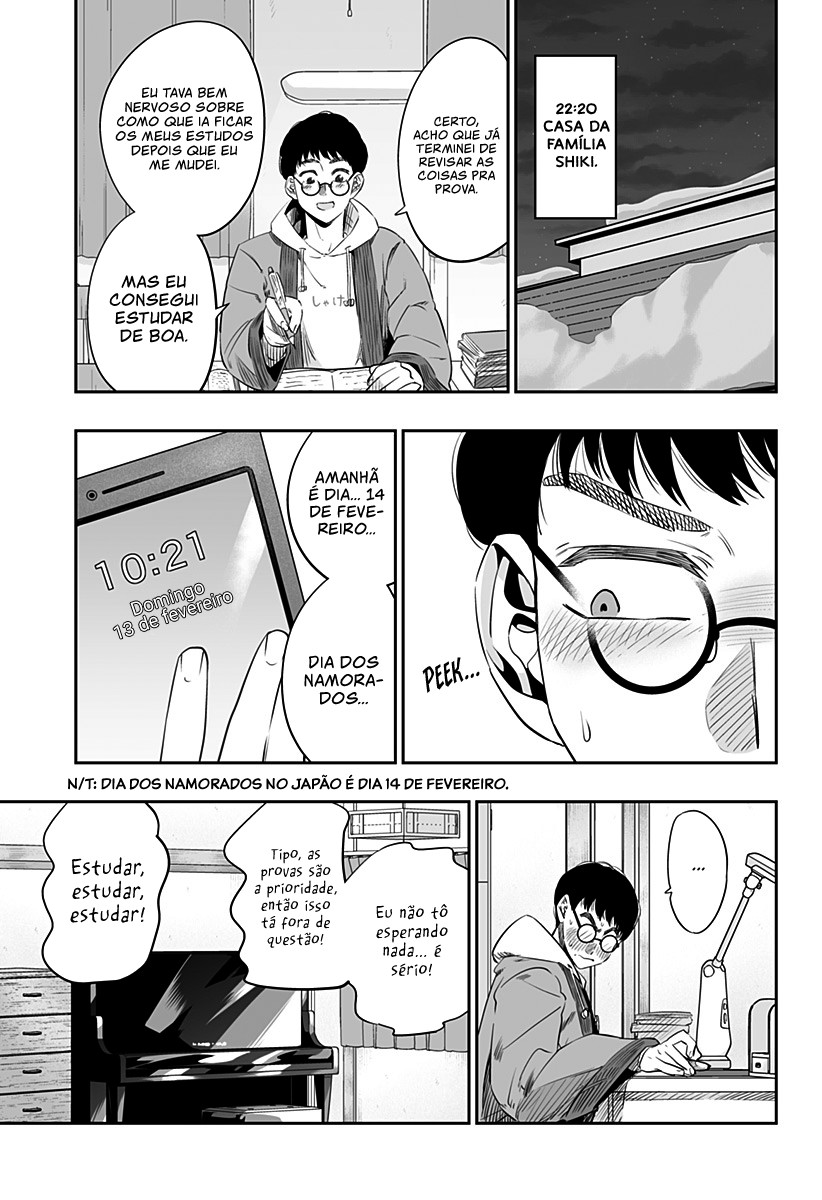 22:20
CASA DA
FAMÍLIA
SHIKI.
CERTO,
ACHO QUE JÁ
TERMINEI DE
REVISAR AS
COISAS PRA
PROVA.
EU TAVA BEM
NERVOSO SOBRE
COMO QUE IA FICAR
OS MEUS ESTUDOS
DEPOIS QUE EU
ME MUDEI.
MAS EU
CONSEGUI
ESTUDAR
DE BOA.
しゃけ
PEEK...
AMANHÃ
É DIA... 14
DE FEVE-
REIRO...
DIA DOS
NAMORA-
DOS...
10:21
Domingo
13 de fevereiro
N/T: DIA DOS NAMORADOS NO JAPÃO É DIA 14 DE FEVEREIRO.
...
Eu não tô
esperando
nada... é
sério!
Tipo, as
provas são
a prioridade,
então isso
tá fora de
questão!
Estudar,
estudar,
estudar!